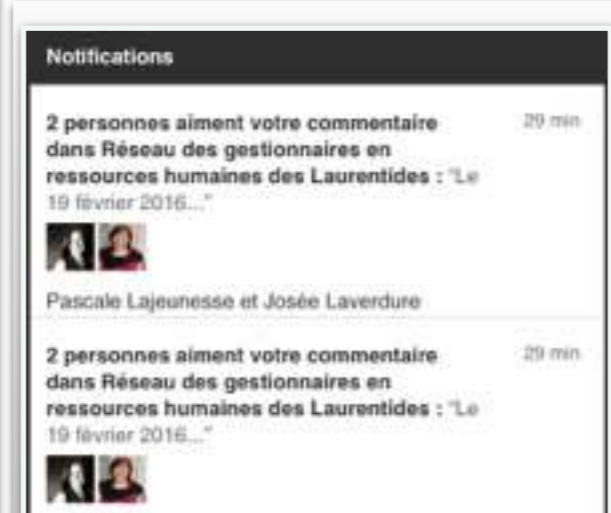 Notifications
2 personnes aiment votre commentaire
29 min
dans Réseau des gestionnaires en
ressources humaines des Laurentides : "Le
19 février 2016..."
Pascale Lajeunesse et Josée Laverdure
2 personnes aiment votre commentaire
29 min
dans Réseau des gestionnaires en
ressources humaines des Laurentides : "Le
19 février 2016..."